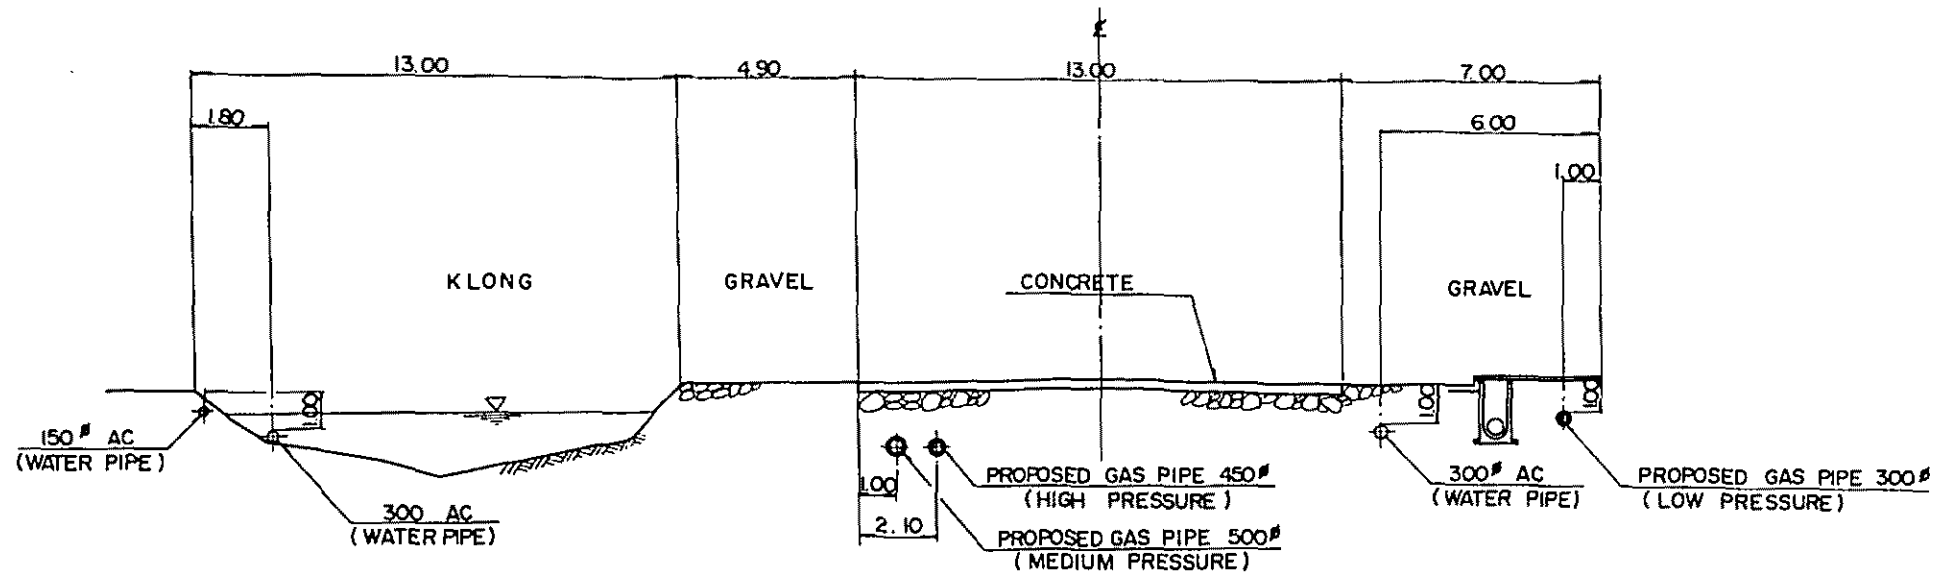 ℄
13.00 4.90 13.00 7.00
1.80 6.00
1.00
KLONG GRAVEL CONCRETE GRAVEL
1.00 1.00 1.00
150ø AC
(WATER PIPE)
300 AC
(WATER PIPE)
1.00
2.10
PROPOSED GAS PIPE 450ø
(HIGH PRESSURE)
PROPOSED GAS PIPE 500ø
(MEDIUM PRESSURE)
300ø AC
(WATER PIPE)
PROPOSED GAS PIPE 300ø
(LOW PRESSURE)